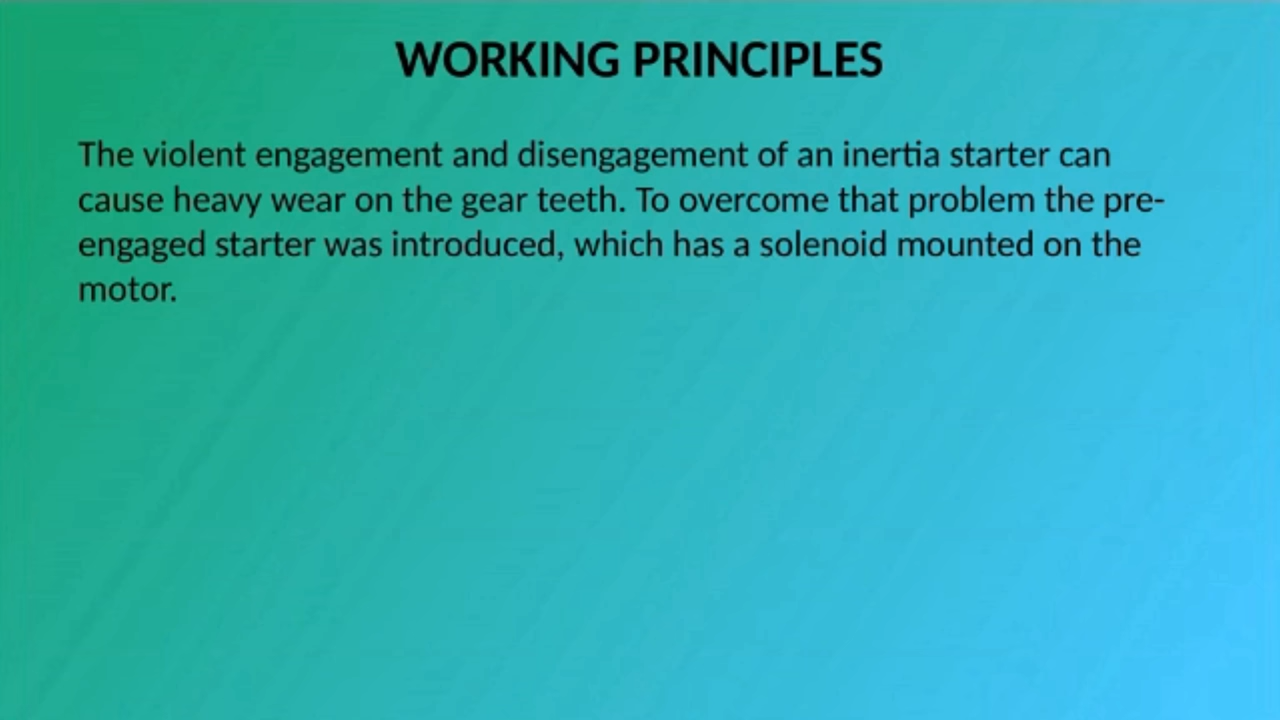 WORKING PRINCIPLES
The violent engagement and disengagement of an inertia starter can
cause heavy wear on the gear teeth. To overcome that problem the pre-
engaged starter was introduced, which has a solenoid mounted on the
motor.